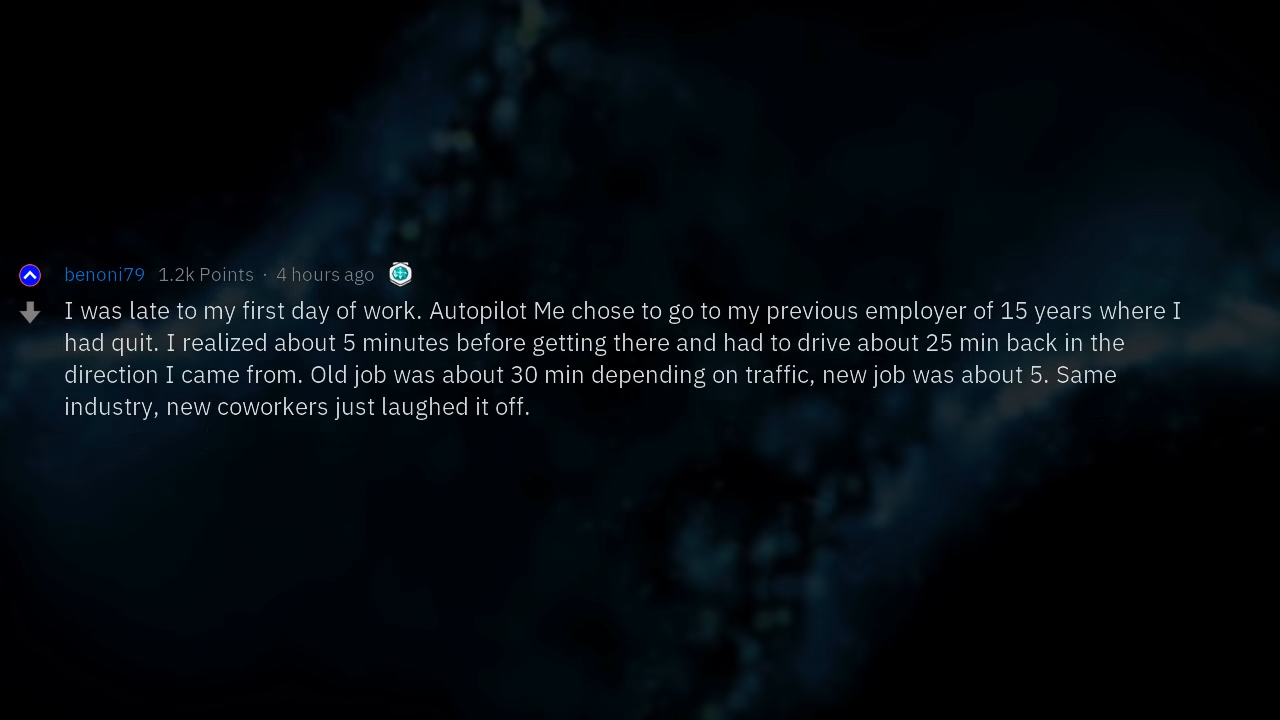 benoni79 1.2k Points · 4 hours ago
I was late to my first day of work. Autopilot Me chose to go to my previous employer of 15 years where I
had quit. I realized about 5 minutes before getting there and had to drive about 25 min back in the
direction I came from. Old job was about 30 min depending on traffic, new job was about 5. Same
industry, new coworkers just laughed it off.